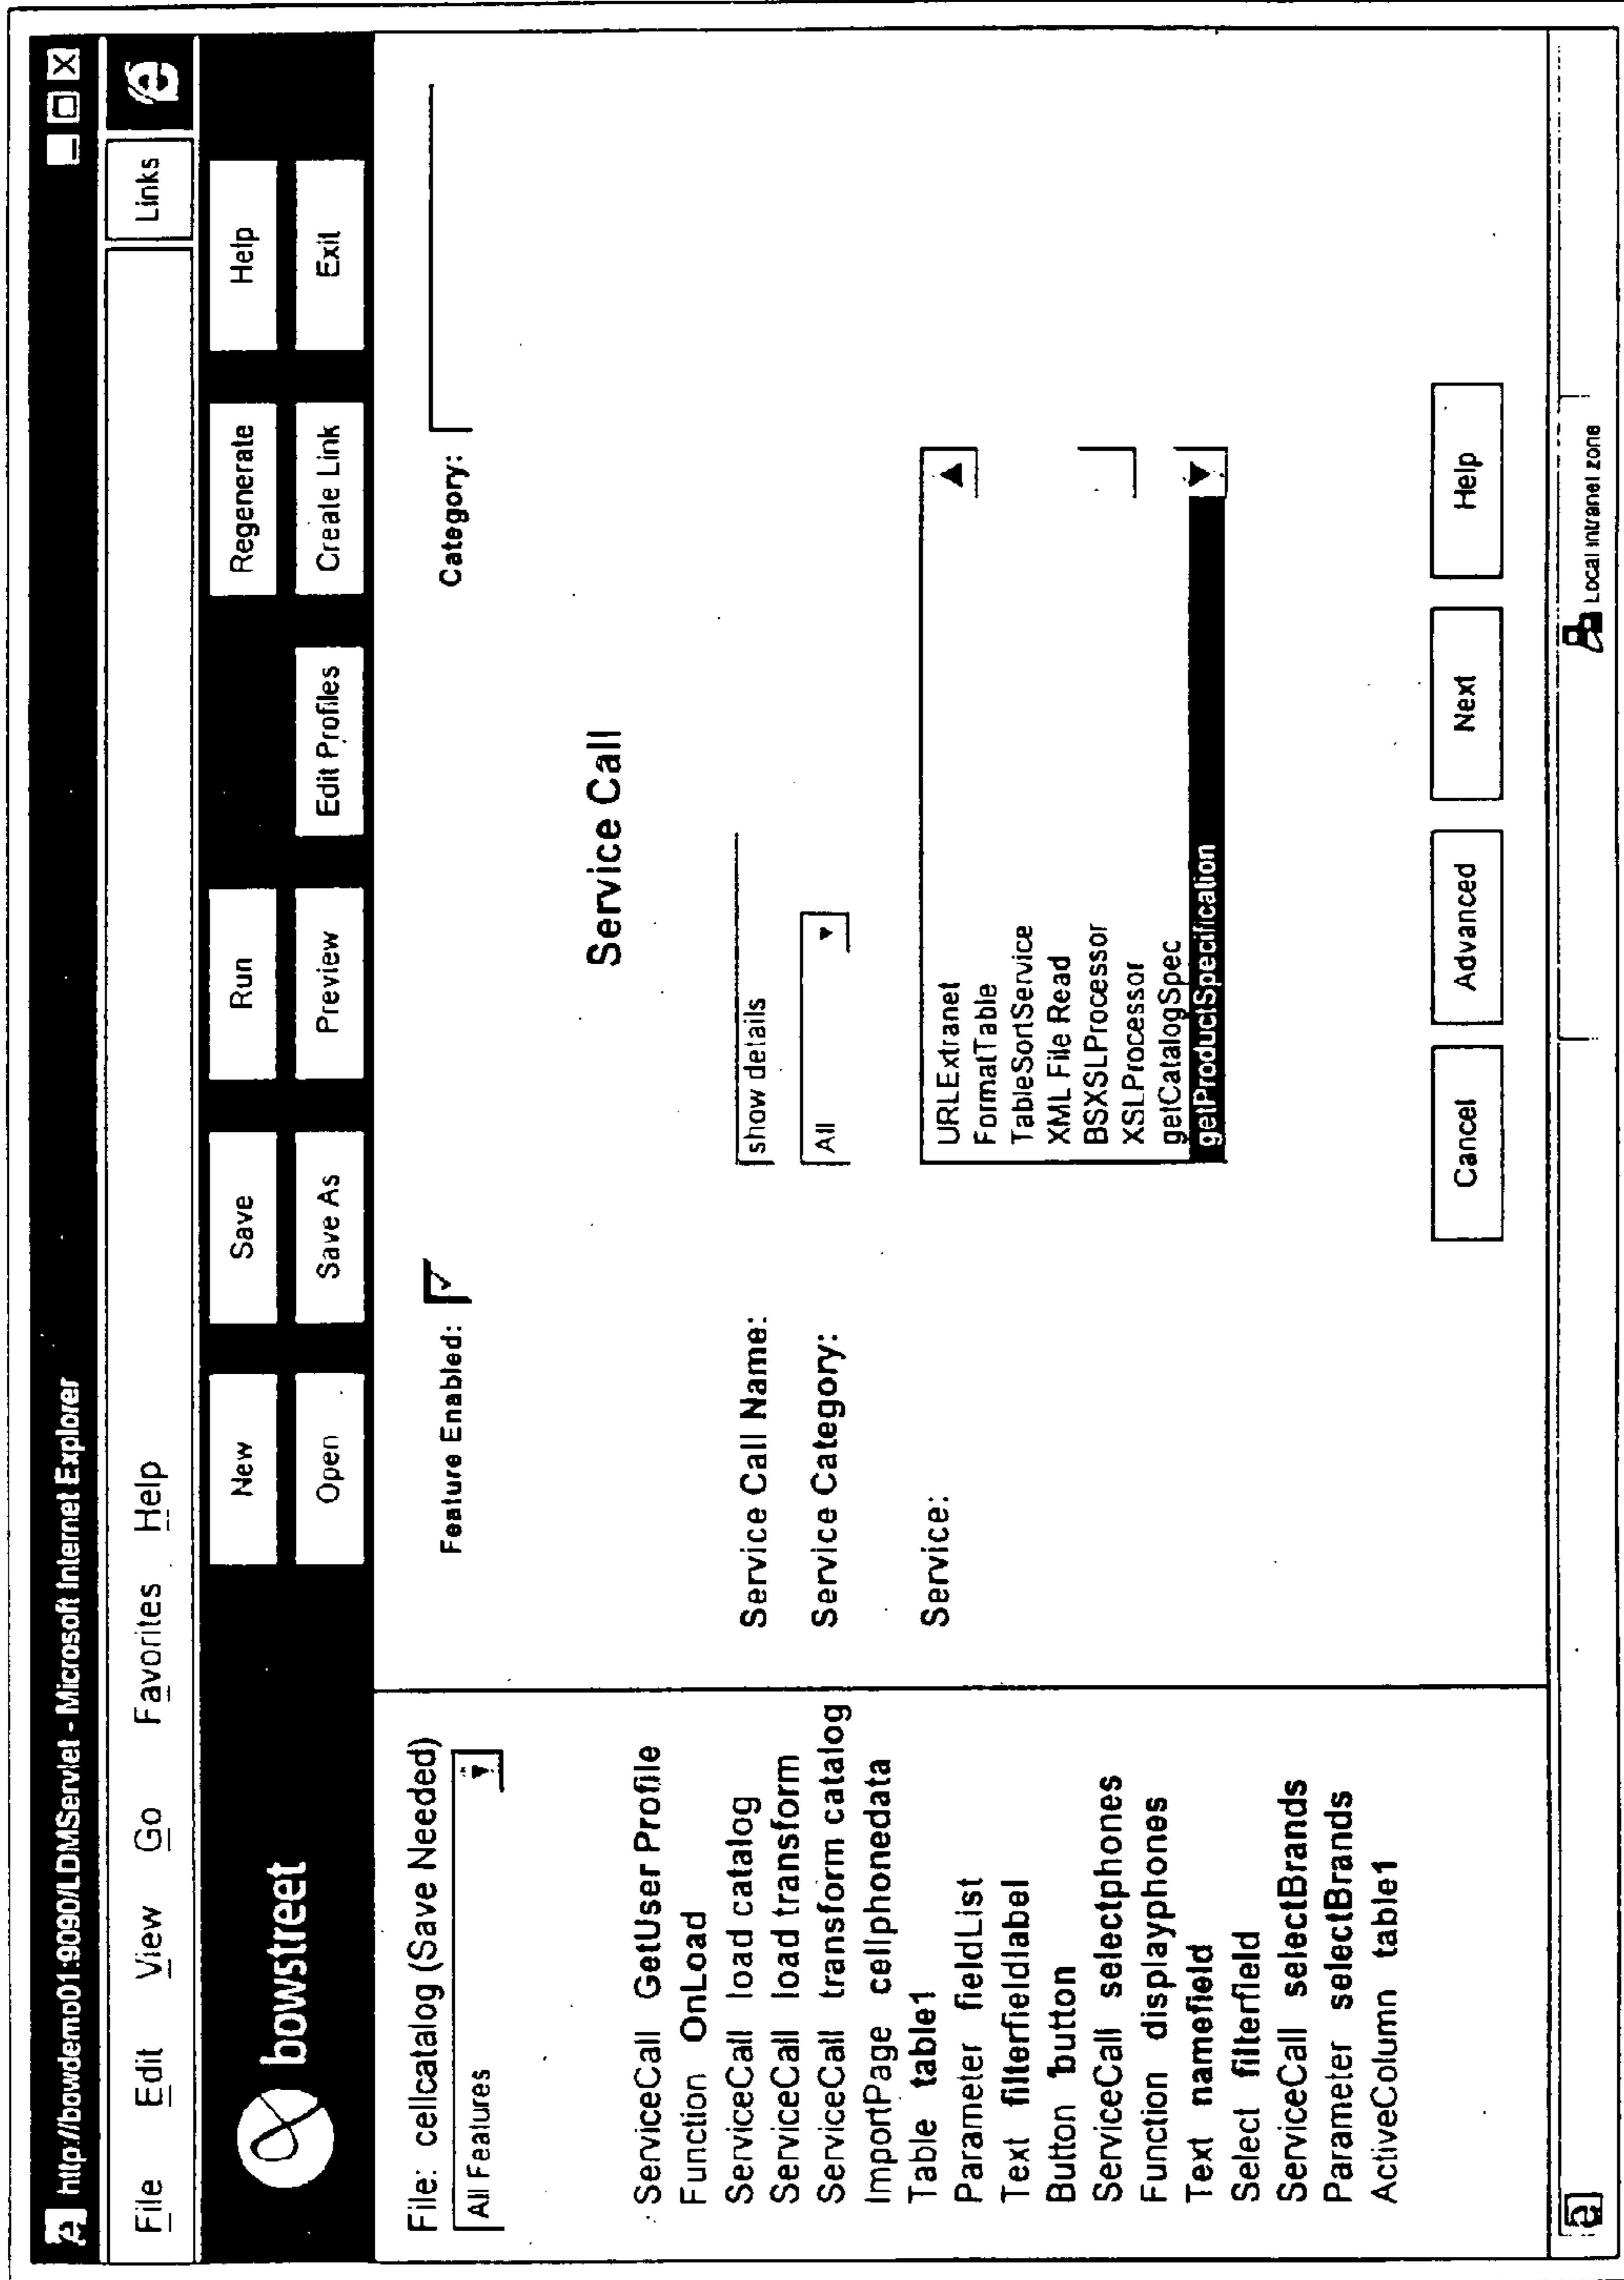 http://bowdemo01:9090/LDMServlet - Microsoft Internet Explorer
File Edit View Go Favorites Help
Links
bowstreet
New Save Run Regenerate Help
Open Save As Preview Edit Profiles Create Link Exit
File: cellcatalog (Save Needed)
All Features
ServiceCall GetUser Profile
Function OnLoad
ServiceCall load catalog
ServiceCall load transform
ServiceCall transform catalog
ImportPage cellphonedata
Table table1
Parameter fieldList
Text filterfieldlabel
Button button
ServiceCall selectphones
Function displayphones
Text namefield
Select filterfield
ServiceCall selectBrands
Parameter selectBrands
ActiveColumn table1
Feature Enabled:
Category:
Service Call
Service Call Name: show details
Service Category: All
Service:
URLExtranet
FormatTable
TableSortService
XML File Read
BSXSLProcessor
XSLProcessor
getCatalogSpec
getProductSpecification
Cancel Advanced Next Help
Local intranet zone